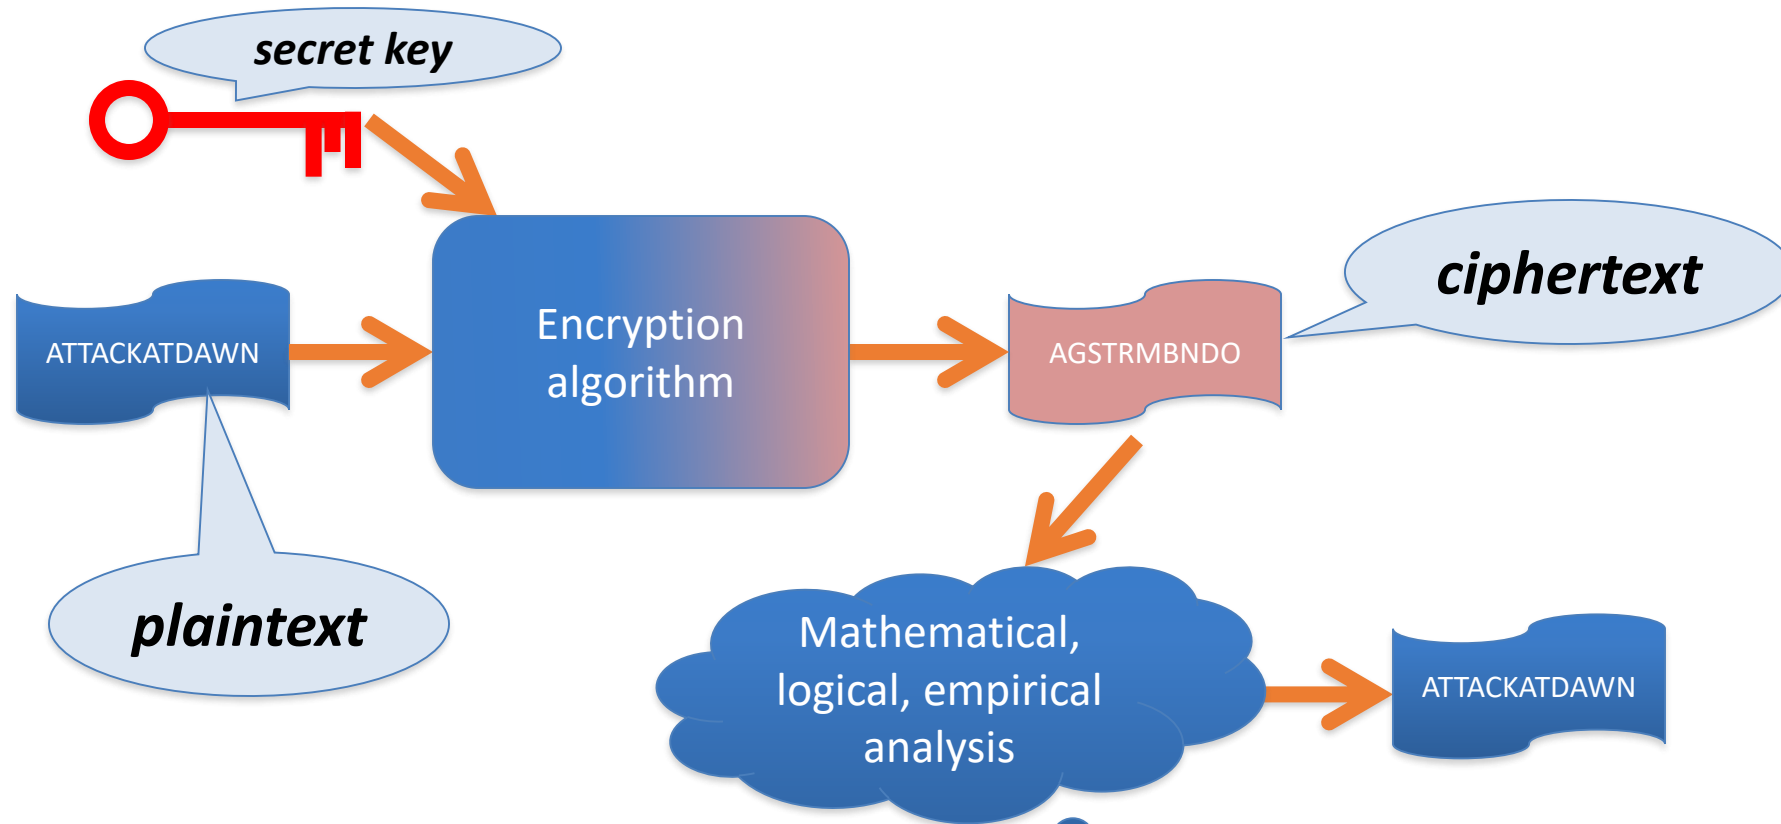 secret key
ATTACKATDAWN
Encryption
algorithm
AGSTRMBNDO
ciphertext
plaintext
Mathematical,
logical, empirical
analysis
ATTACKATDAWN